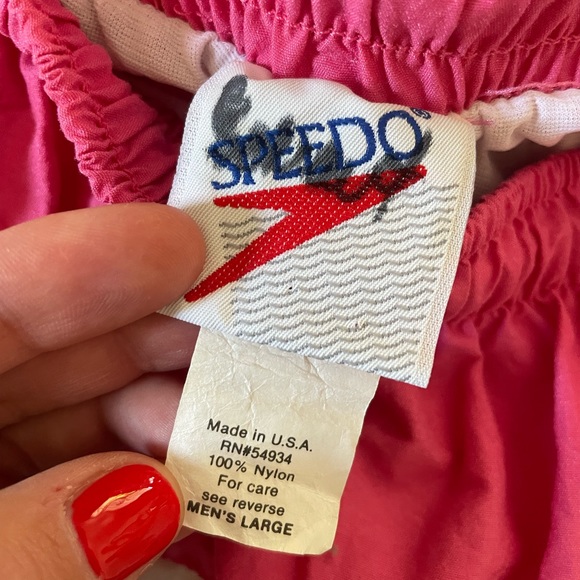 SPEEDO®
Made in U.S.A.
RN#54934
100% Nylon
For care
see reverse
MEN'S LARGE